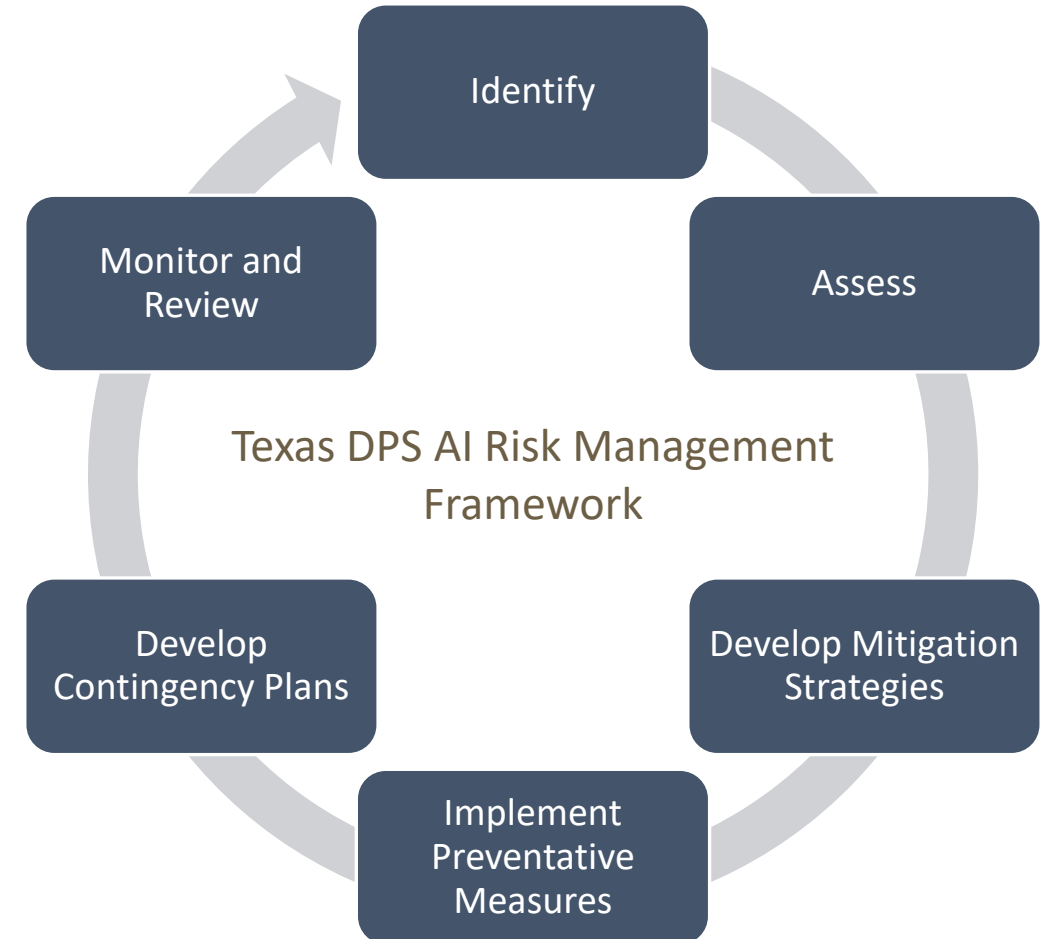 Identify
Assess
Develop Mitigation
Strategies
Implement
Preventative
Measures
Develop
Contingency Plans
Monitor and
Review
Texas DPS AI Risk Management
Framework